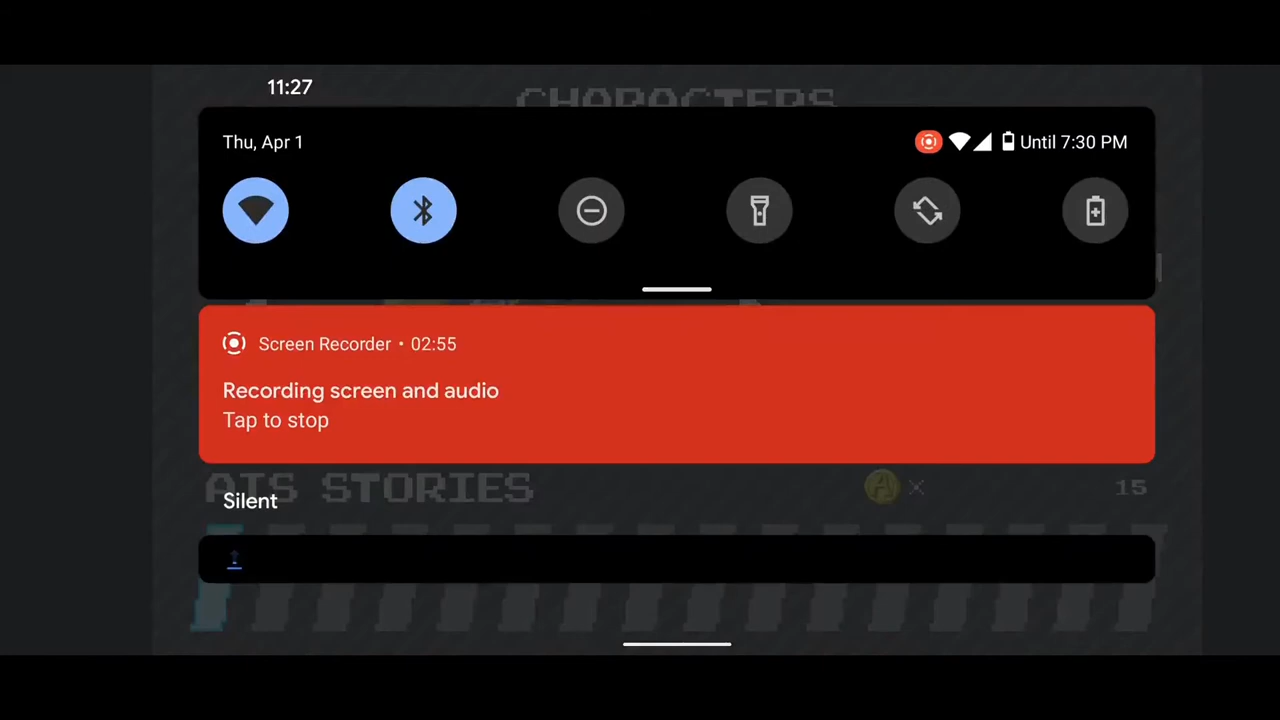 11:27
CHARACTERS
Thu, Apr 1
Until 7:30 PM
Screen Recorder • 02:55
Recording screen and audio
Tap to stop
STORIES
15
Silent